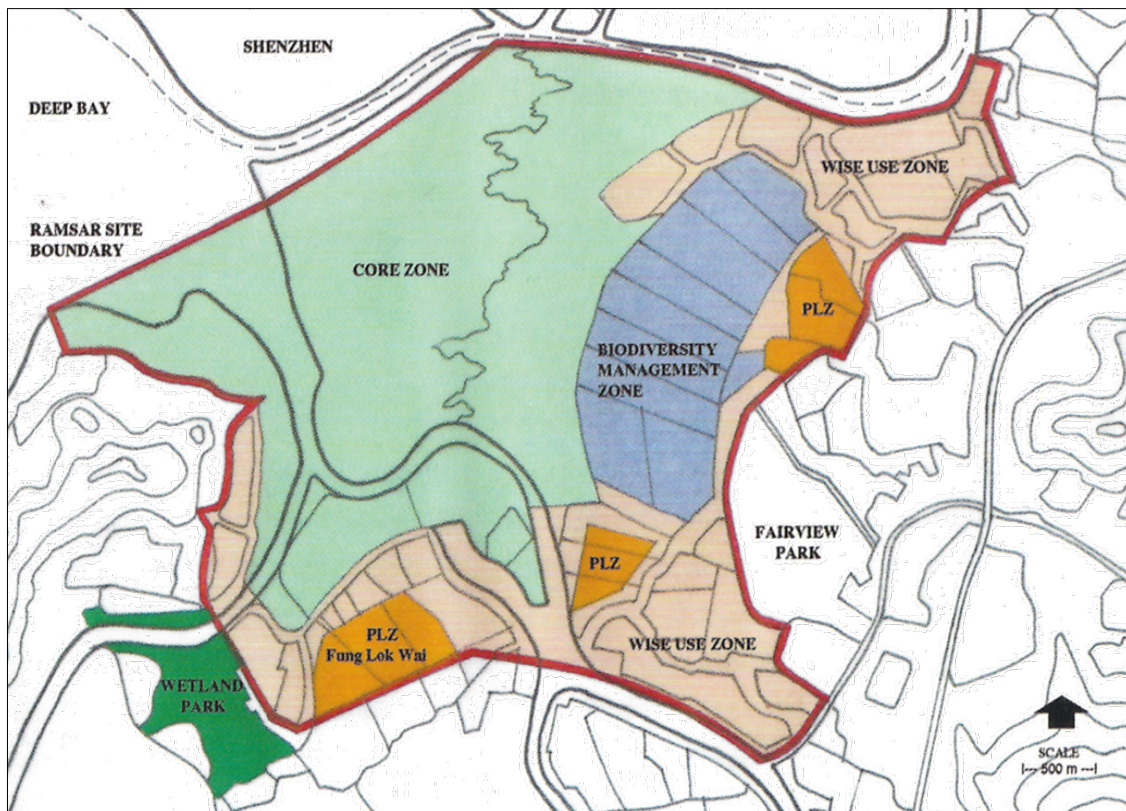 SHENZHEN
DEEP BAY
WISE USE ZONE
RAMSAR SITE
BOUNDARY
CORE ZONE
PLZ
BIODIVERSITY
MANAGEMENT
ZONE
FAIRVIEW
PARK
PLZ
PLZ
Fung Lok Wai
WISE USE ZONE
WETLAND
PARK
SCALE
500 m